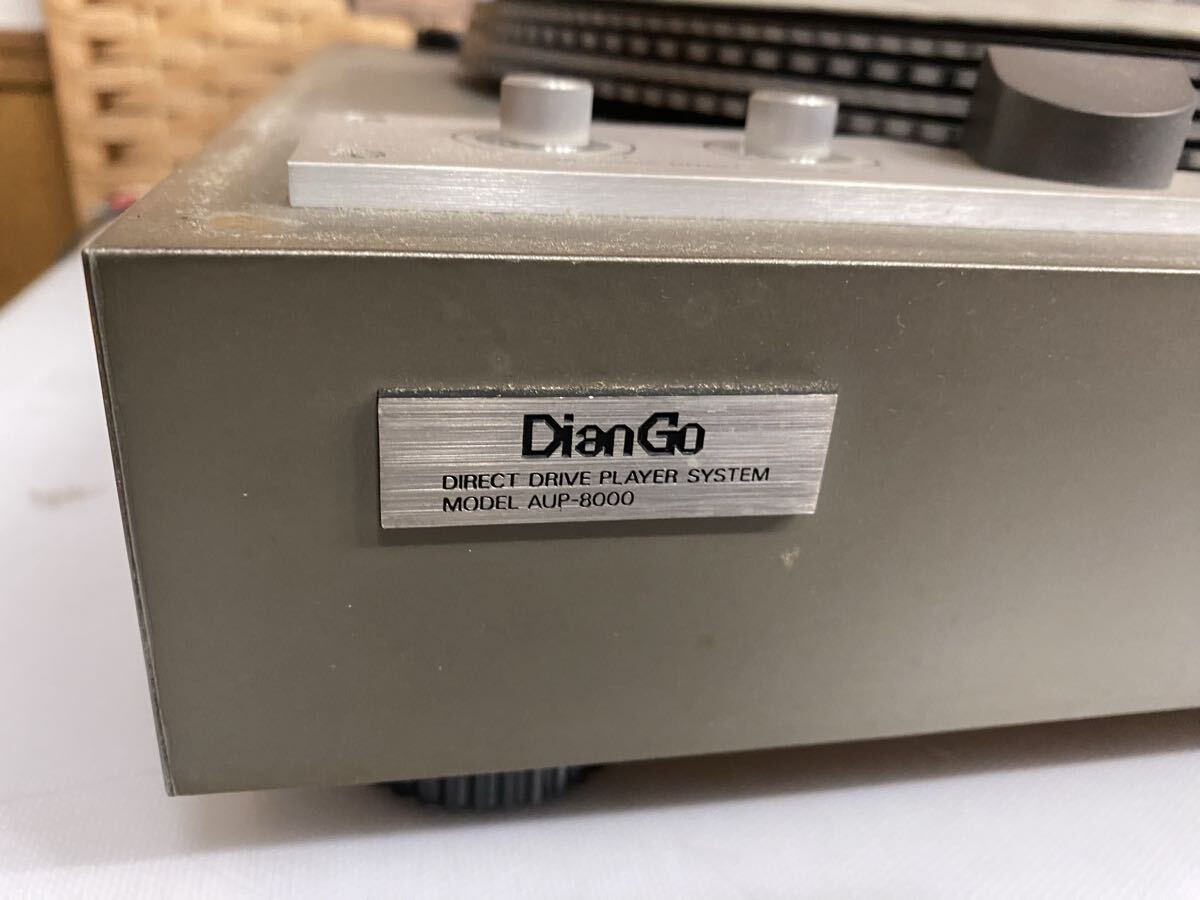 DianGo
DIRECT DRIVE PLAYER SYSTEM
MODEL AUP-8000